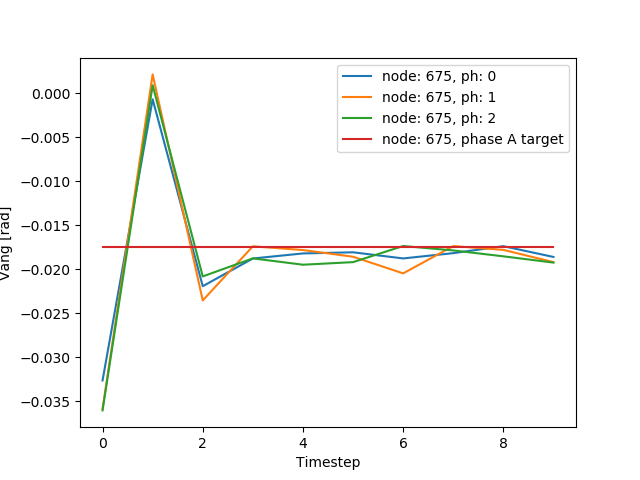 node: 675, ph: 0
node: 675, ph: 1
node: 675, ph: 2
node: 675, phase A target
0.000
−0.005
−0.010
−0.015
−0.020
−0.025
−0.030
−0.035
Vang [rad]
0 2 4 6 8
Timestep